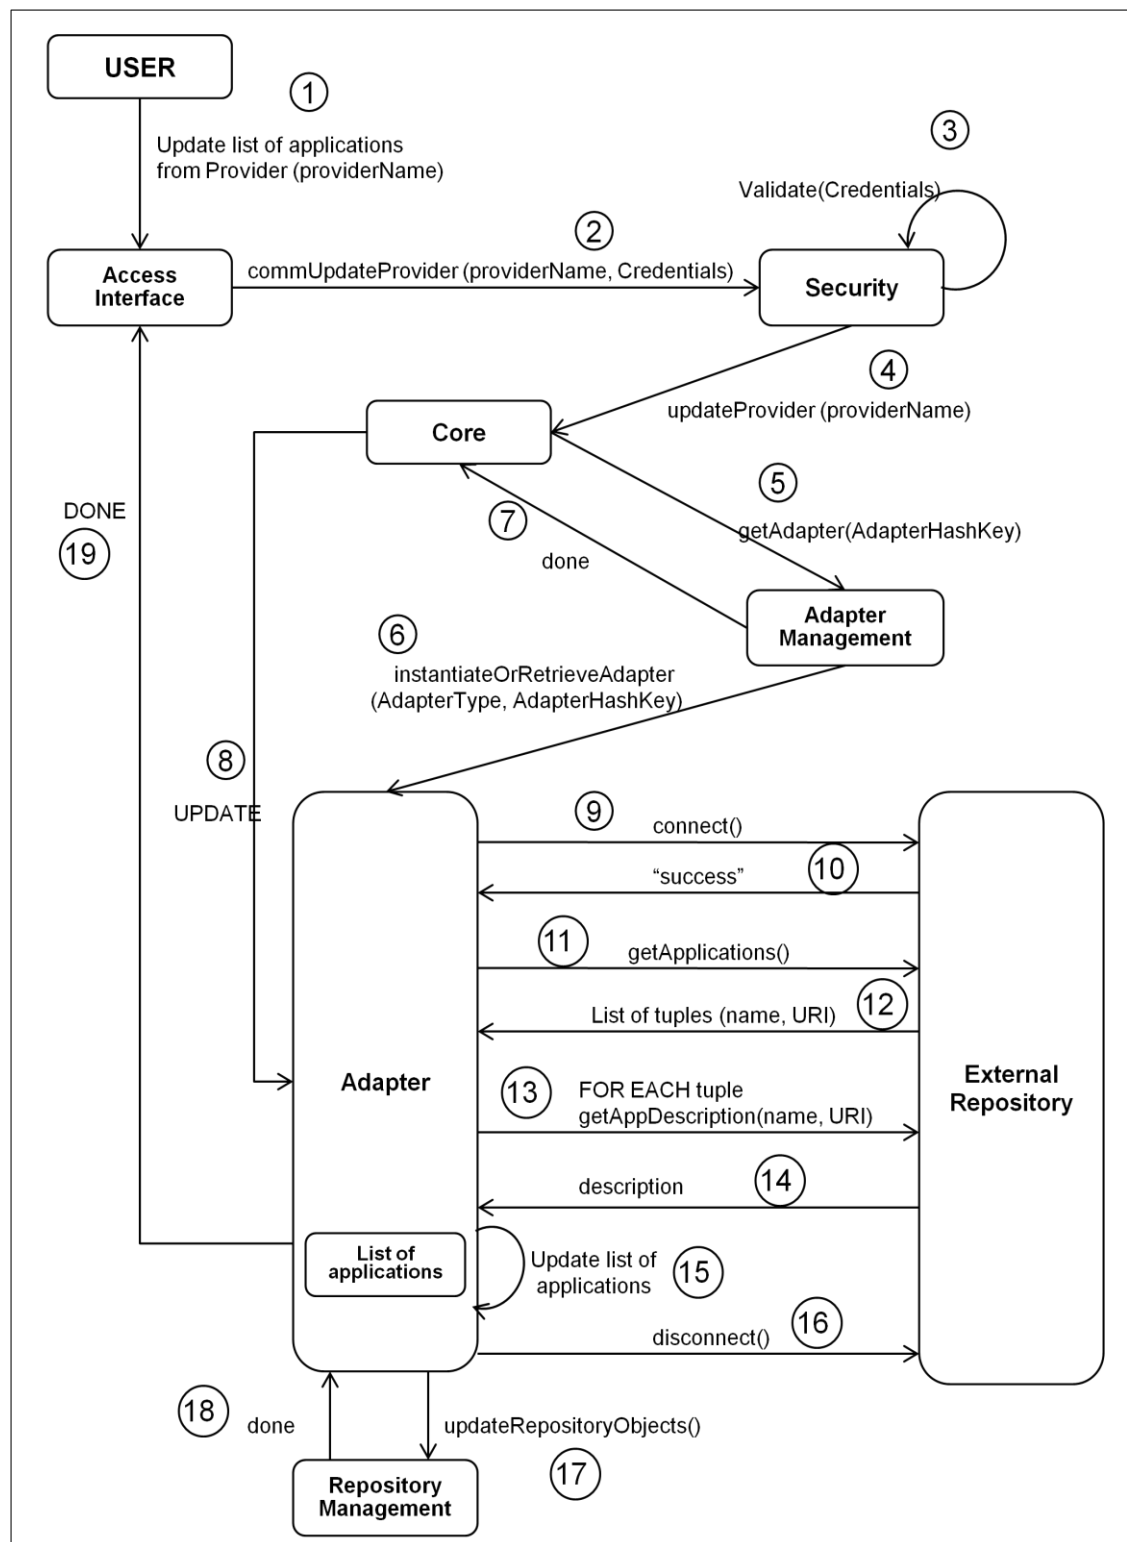 USER
1
Update list of applications
from Provider (providerName)
3
Validate(Credentials)
2
commUpdateProvider (providerName, Credentials)
Access
Interface
Security
4
updateProvider (providerName)
Core
5
getAdapter(AdapterHashKey)
7
done
DONE
19
Adapter
Management
6
instantiateOrRetrieveAdapter
(AdapterType, AdapterHashKey)
8
UPDATE
9
connect()
10
“success”
11
getApplications()
12
List of tuples (name, URI)
Adapter
External
Repository
13
FOR EACH tuple
getAppDescription(name, URI)
14
description
List of
applications
Update list of
applications
15
16
disconnect()
18
done
updateRepositoryObjects()
17
Repository
Management